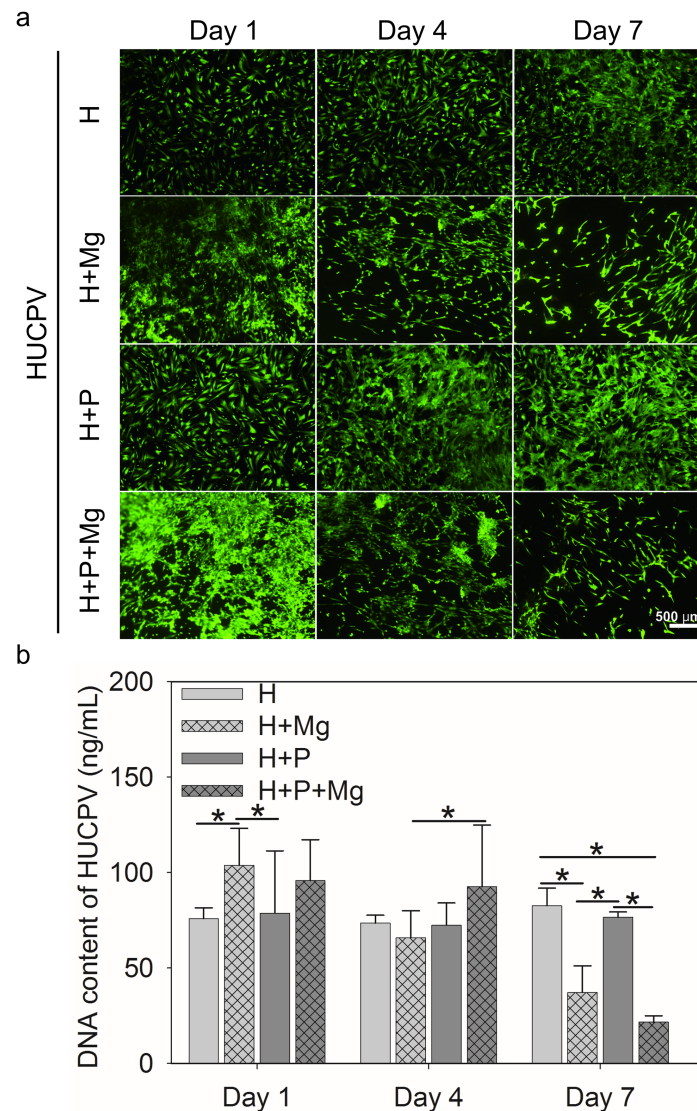 a
Day 1 Day 4 Day 7
HUCPV
H
H+Mg
H+P
H+P+Mg
500 µm
b
DNA content of HUCPV (ng/mL)
200
150
100
50
0
H
H+Mg
H+P
H+P+Mg
* * * * * * *
Day 1 Day 4 Day 7